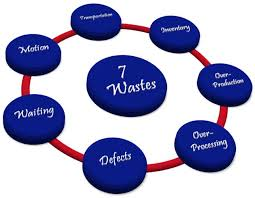 7
Wastes
Transportation
Inventory
Over-
Production
Over-
Processing
Defects
Waiting
Motion